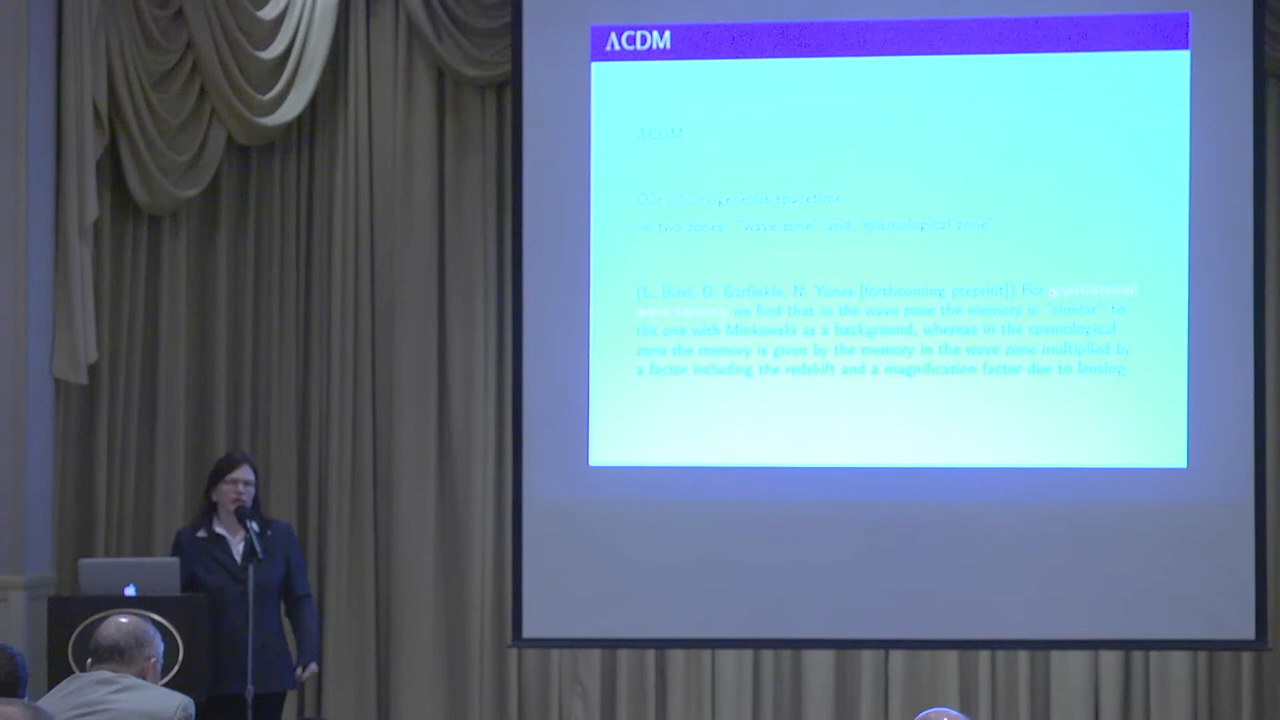 ΛCDM
ΛCDM
Our inhomogeneous spacetime
⇒ two zones: "wave zone" and "cosmological zone"
(L. Bieri, D. Garfinkle, N. Yunes [forthcoming preprint]) For gravitational
wave memory we find that in the wave zone the memory is "similar" to
the one with Minkowski as a background, whereas in the cosmological
zone the memory is given by the memory in the wave zone multiplied by
a factor including the redshift and a magnification factor due to lensing.